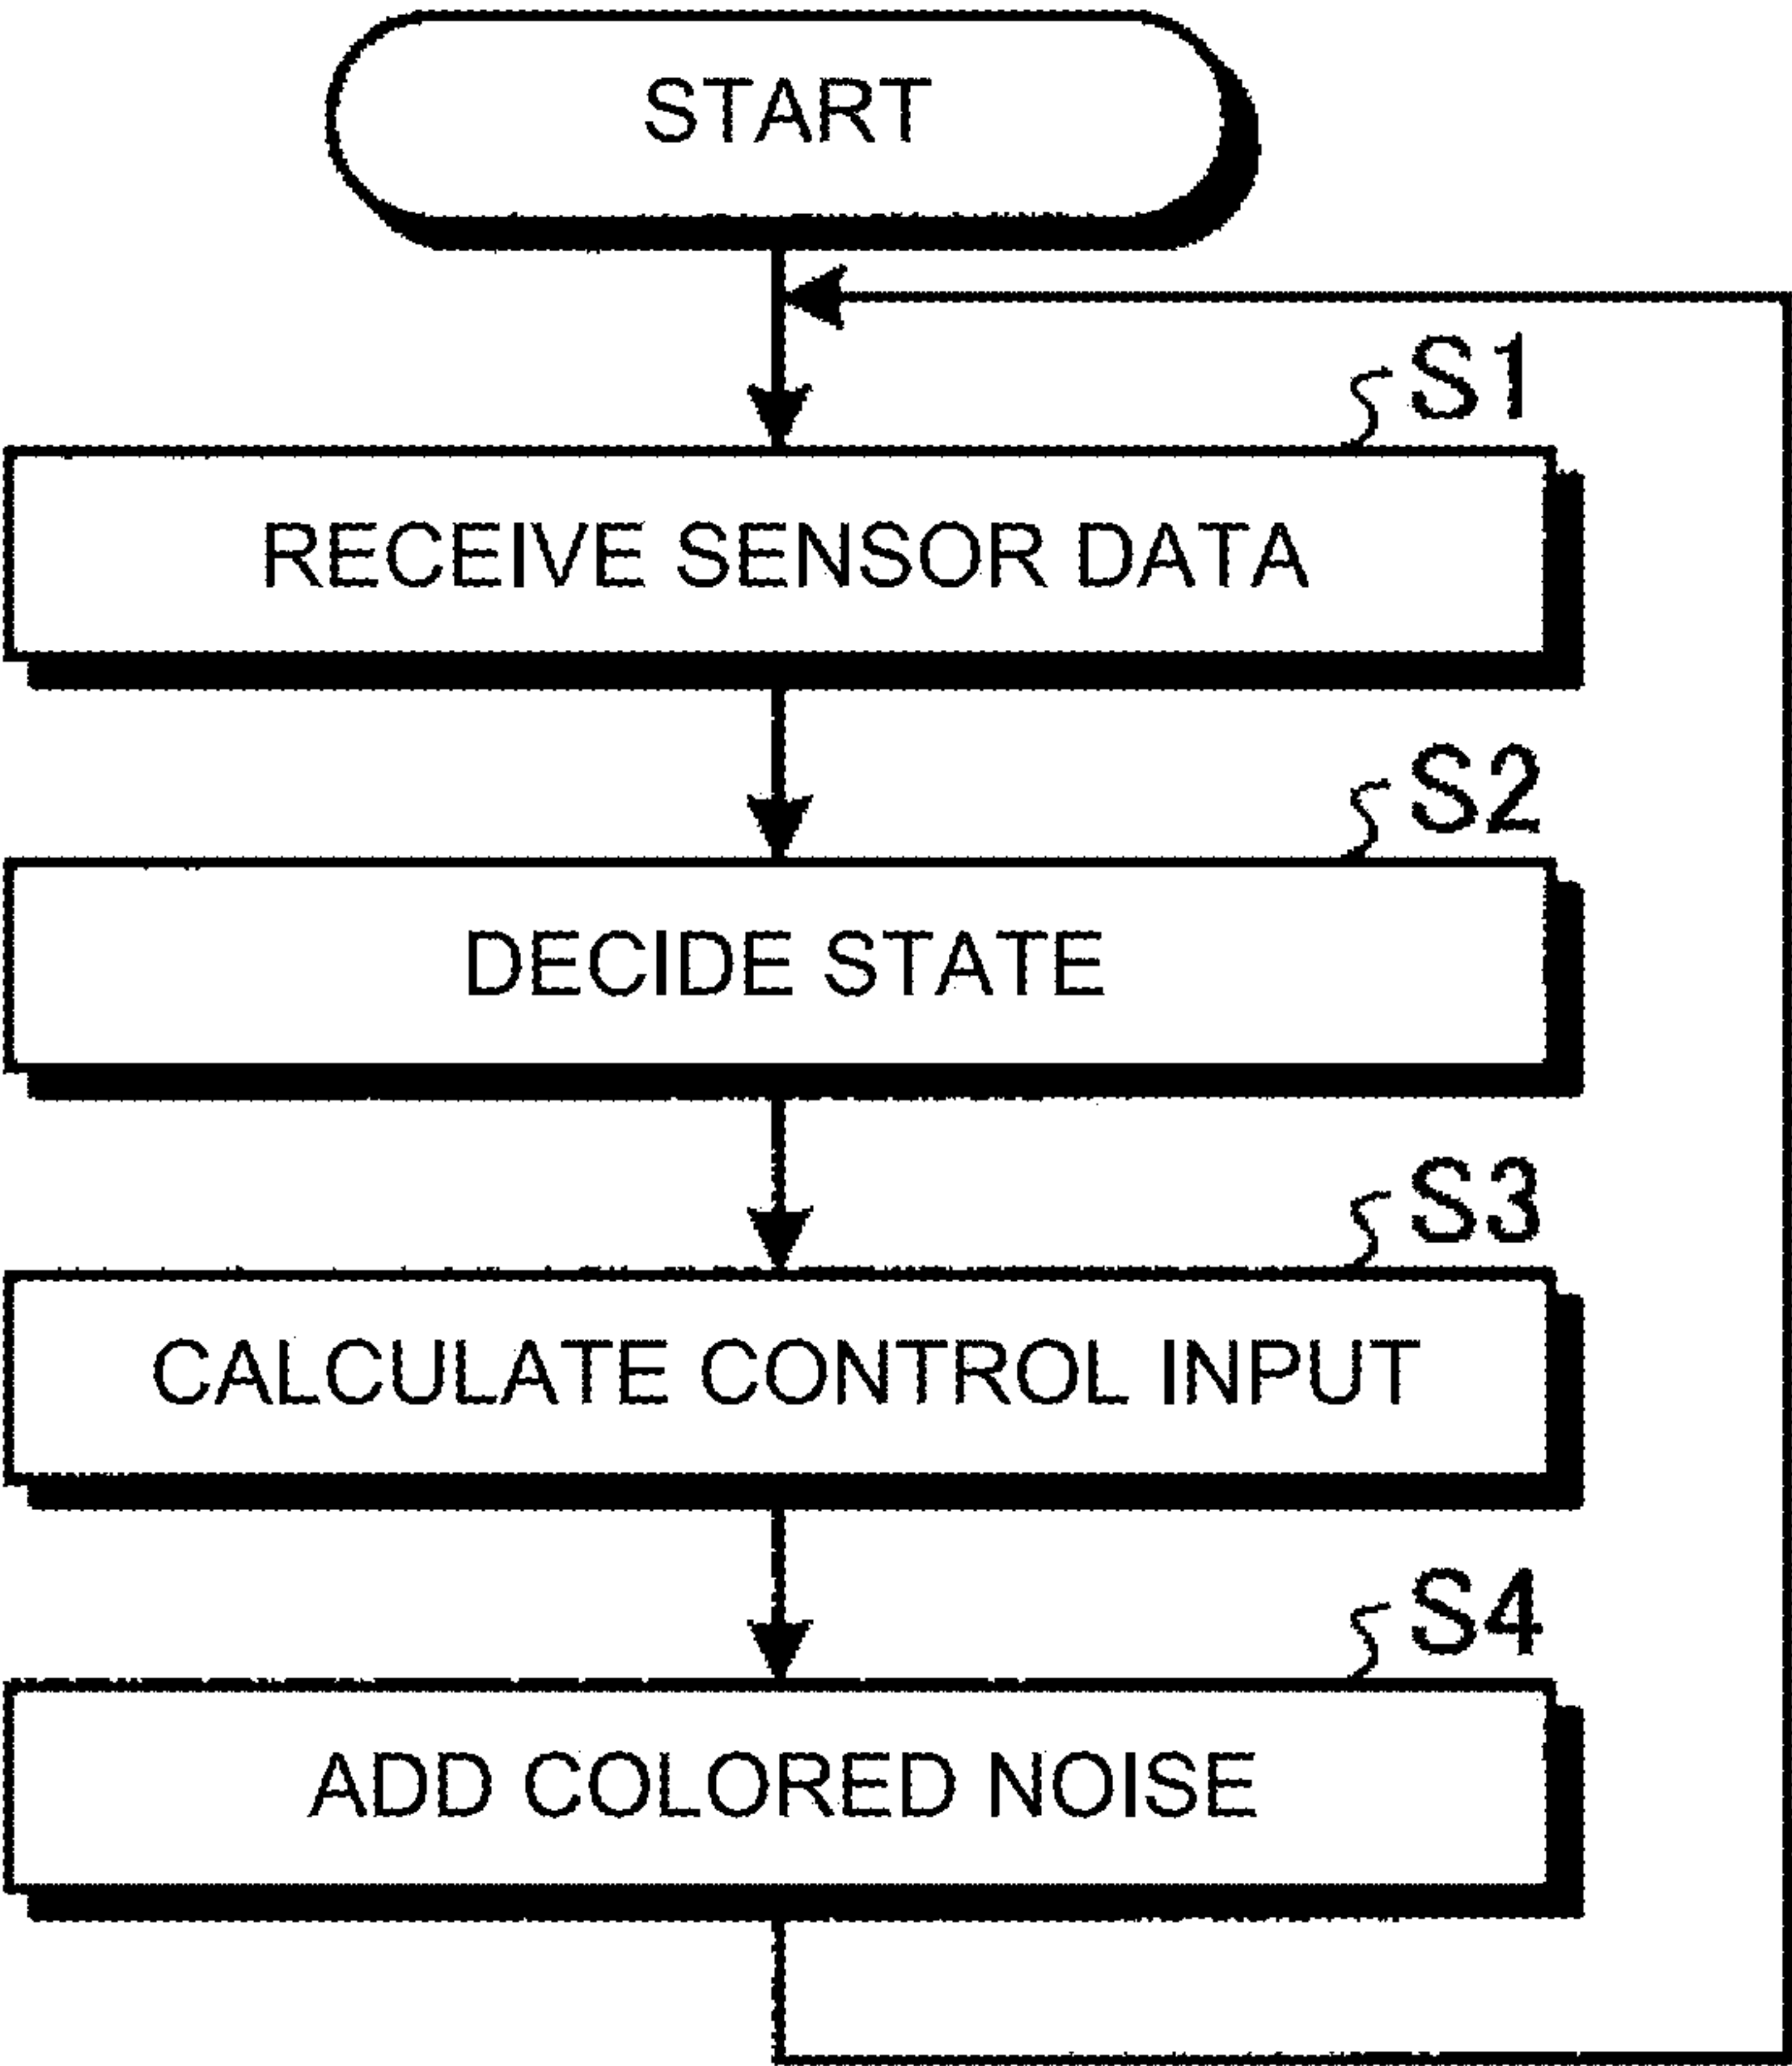 START
S1
RECEIVE SENSOR DATA
S2
DECIDE STATE
S3
CALCULATE CONTROL INPUT
S4
ADD COLORED NOISE